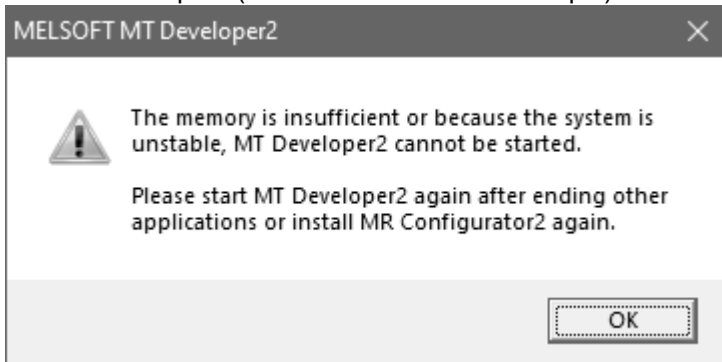 MELSOFT MT Developer2
The memory is insufficient or because the system is
unstable, MT Developer2 cannot be started.
Please start MT Developer2 again after ending other
applications or install MR Configurator2 again.
OK